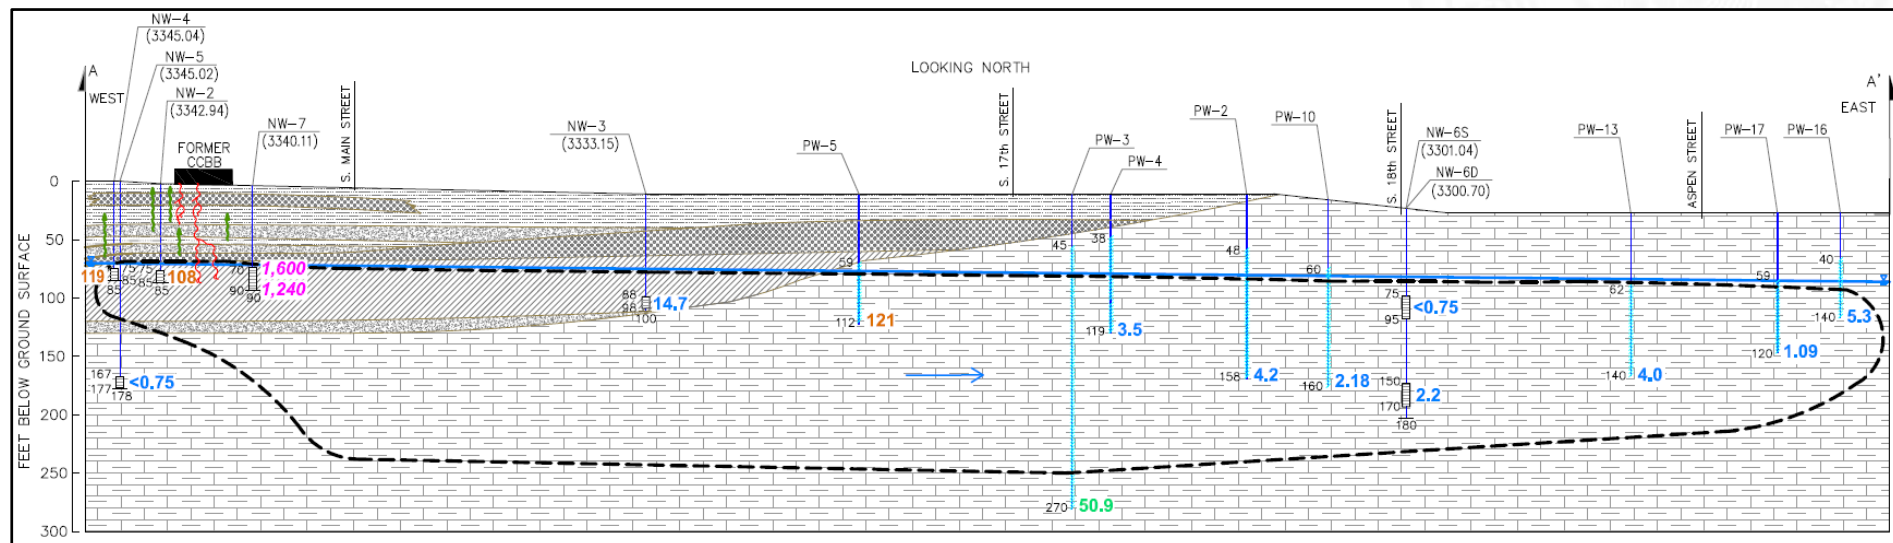 NW-4
(3345.04)
NW-5
(3345.02)
NW-2
(3342.94)
NW-7
(3340.11)
NW-3
(3333.15)
LOOKING NORTH
A
WEST
A'
EAST
FORMER
CCBB
S. MAIN STREET
PW-5
S. 17th STREET
PW-3
PW-4
PW-2
PW-10
S. 18th STREET
NW-6S
(3301.04)
NW-6D
(3300.70)
PW-13
ASPEN STREET
PW-17
PW-16
FEET BELOW GROUND SURFACE
0
50
100
150
200
250
300
119
75
85
85
75
85
85
108
70
90
90
1,600
1,240
167
177
178
<0.75
88
98
100
14.7
59
112
121
45
270
50.9
38
119
3.5
48
158
4.2
60
160
2.18
75
95
<0.75
150
170
180
2.2
62
140
4.0
59
120
1.09
40
140
5.3